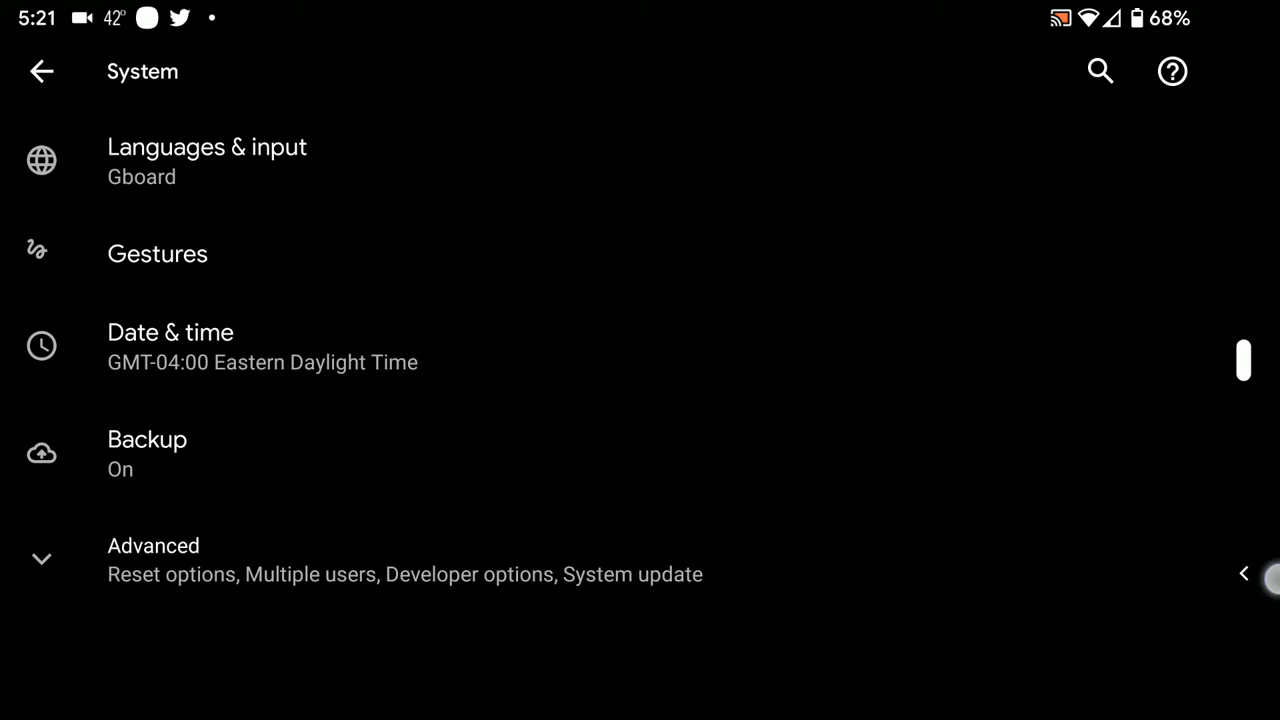 5:21 42° 68%
System
Languages & input
Gboard
Gestures
Date & time
GMT-04:00 Eastern Daylight Time
Backup
On
Advanced
Reset options, Multiple users, Developer options, System update